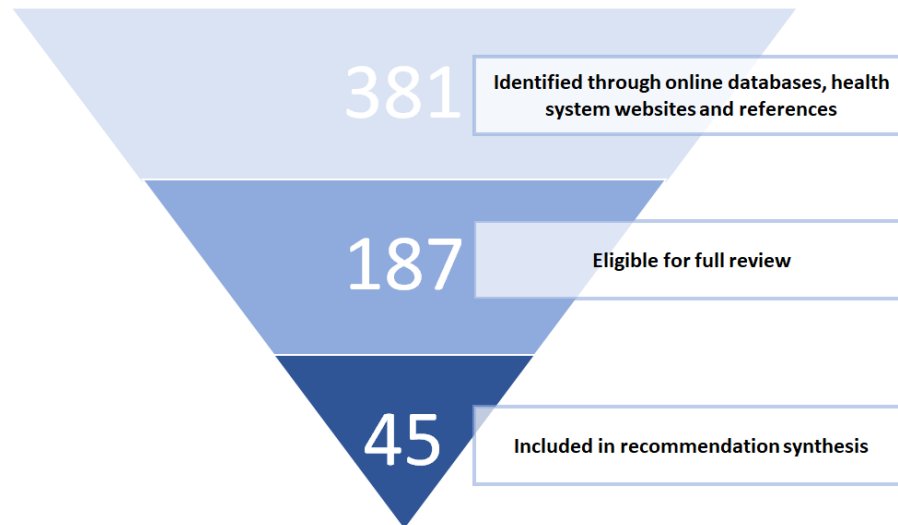 381
Identified through online databases, health
system websites and references
187
Eligible for full review
45
Included in recommendation synthesis